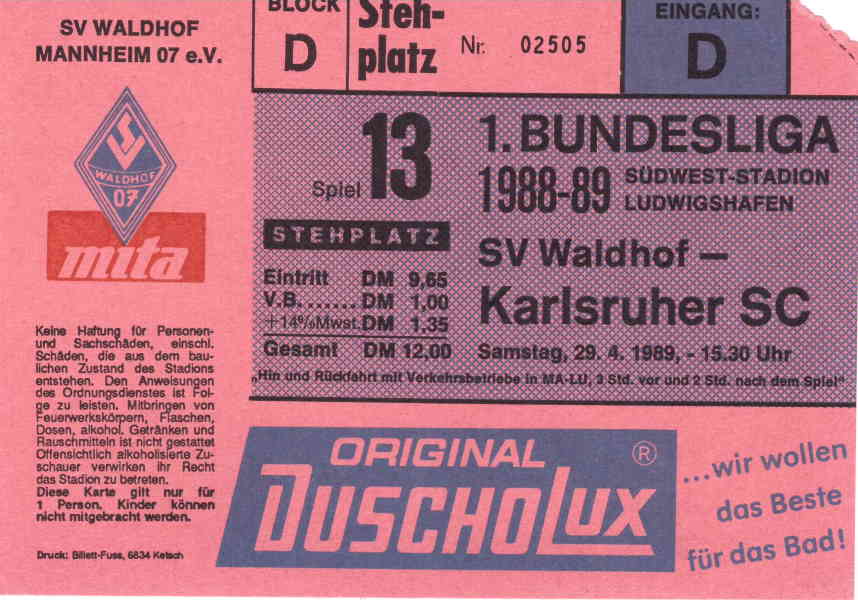 SV WALDHOF
MANNHEIM 07 e.V.
S V
WALDHOF
07
mita
Keine Haftung für Personen-
und Sachschäden, einschl.
Schäden, die aus dem bau-
lichen Zustand des Stadions
entstehen. Den Anweisungen
des Ordnungsdienstes ist Fol-
ge zu leisten. Mitbringen von
Feuerwerkskörpern, Flaschen,
Dosen, alkohol. Getränken und
Rauschmitteln ist nicht gestattet
Offensichtlich alkoholisierte Zu-
schauer verwirken ihr Recht
das Stadion zu betreten.
Diese Karte gilt nur für
1 Person. Kinder können
nicht mitgebracht werden.
Druck: Billett-Fuss, 6834 Ketsch
BLOCK
D
Steh-
platz
Nr. 02505
EINGANG:
D
Spiel 13
STEHPLATZ
Eintritt DM 9,65
V.B. ....... DM 1,00
+14%Mwst. DM 1,35
Gesamt DM 12,00
1. BUNDESLIGA
1988-89 SÜDWEST-STADION
LUDWIGSHAFEN
SV Waldhof –
Karlsruher SC
Samstag, 29. 4. 1989, - 15.30 Uhr
„Hin und Rückfahrt mit Verkehrsbetriebe in MA-LU, 3 Std. vor und 2 Std. nach dem Spiel"
ORIGINAL ®
DUSCHOLUX
...wir wollen
das Beste
für das Bad!